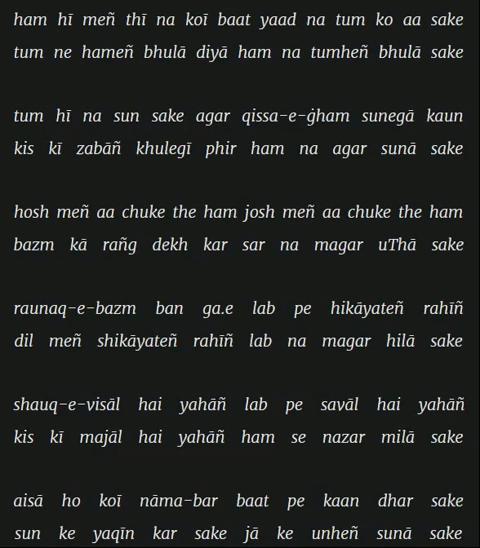 ham hī meñ thī na koī baat yaad na tum ko aa sake
tum ne hameñ bhulā diyā ham na tumheñ bhulā sake
tum hī na sun sake agar qissa-e-ġham sunegā kaun
kis kī zabāñ khulegī phir ham na agar sunā sake
hosh meñ aa chuke the ham josh meñ aa chuke the ham
bazm kā rañg dekh kar sar na magar uThā sake
raunaq-e-bazm ban ga.e lab pe hikāyateñ rahīñ
dil meñ shikāyateñ rahīñ lab na magar hilā sake
shauq-e-visāl hai yahāñ lab pe savāl hai yahāñ
kis kī majāl hai yahāñ ham se nazar milā sake
aisā ho koī nāma-bar baat pe kaan dhar sake
sun ke yaqīn kar sake jā ke unheñ sunā sake